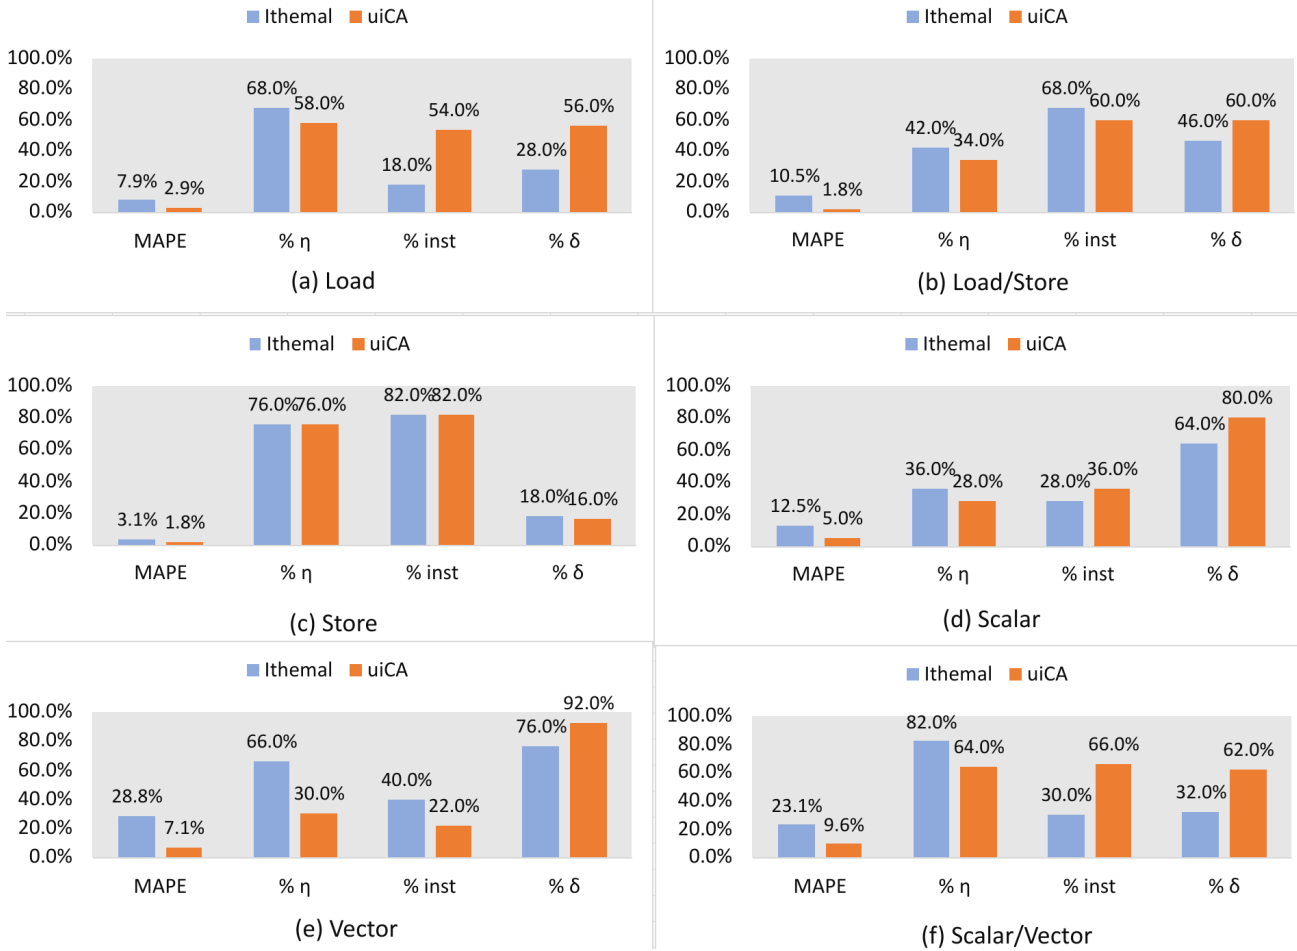 Ithemal uiCA
100.0%
80.0%
60.0%
40.0%
20.0%
0.0%
7.9% 2.9% 68.0% 58.0% 18.0% 54.0% 28.0% 56.0%
MAPE % η % inst % δ
(a) Load
Ithemal uiCA
100.0%
80.0%
60.0%
40.0%
20.0%
0.0%
10.5% 1.8% 42.0% 34.0% 68.0% 60.0% 46.0% 60.0%
MAPE % η % inst % δ
(b) Load/Store
Ithemal uiCA
100.0%
80.0%
60.0%
40.0%
20.0%
0.0%
3.1% 1.8% 76.0% 76.0% 82.0% 82.0% 18.0% 16.0%
MAPE % η % inst % δ
(c) Store
Ithemal uiCA
100.0%
80.0%
60.0%
40.0%
20.0%
0.0%
12.5% 5.0% 36.0% 28.0% 28.0% 36.0% 64.0% 80.0%
MAPE % η % inst % δ
(d) Scalar
Ithemal uiCA
100.0%
80.0%
60.0%
40.0%
20.0%
0.0%
28.8% 7.1% 66.0% 30.0% 40.0% 22.0% 76.0% 92.0%
MAPE % η % inst % δ
(e) Vector
Ithemal uiCA
100.0%
80.0%
60.0%
40.0%
20.0%
0.0%
23.1% 9.6% 82.0% 64.0% 30.0% 66.0% 32.0% 62.0%
MAPE % η % inst % δ
(f) Scalar/Vector